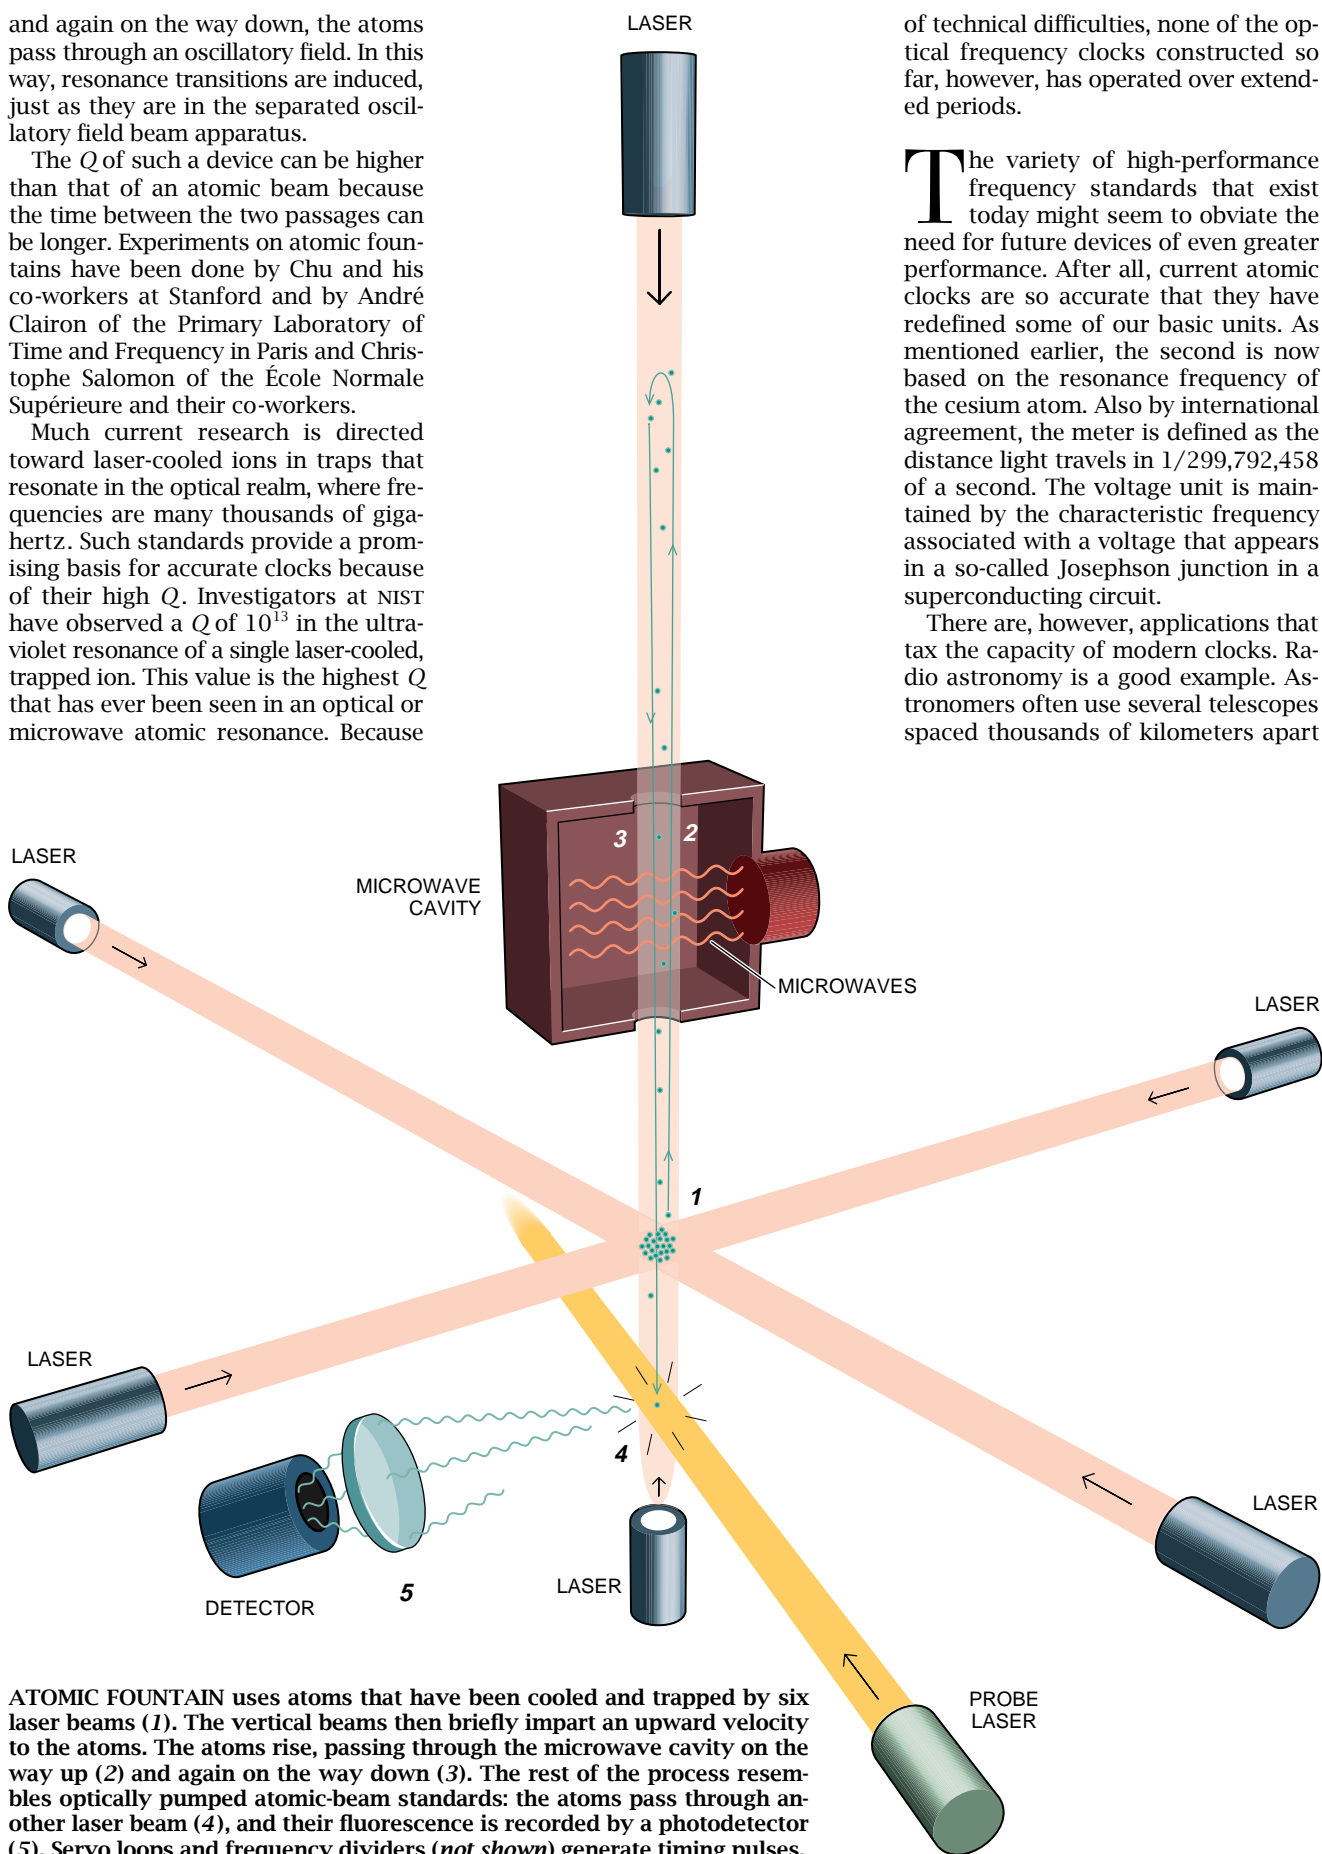 and again on the way down, the atoms
pass through an oscillatory field. In this
way, resonance transitions are induced,
just as they are in the separated oscil-
latory field beam apparatus.
The Q of such a device can be higher
than that of an atomic beam because
the time between the two passages can
be longer. Experiments on atomic foun-
tains have been done by Chu and his
co-workers at Stanford and by André
Clairon of the Primary Laboratory of
Time and Frequency in Paris and Chris-
tophe Salomon of the École Normale
Supérieure and their co-workers.
Much current research is directed
toward laser-cooled ions in traps that
resonate in the optical realm, where fre-
quencies are many thousands of giga-
hertz. Such standards provide a prom-
ising basis for accurate clocks because
of their high Q. Investigators at NIST
have observed a Q of 10¹³ in the ultra-
violet resonance of a single laser-cooled,
trapped ion. This value is the highest Q
that has ever been seen in an optical or
microwave atomic resonance. Because
of technical difficulties, none of the op-
tical frequency clocks constructed so
far, however, has operated over extend-
ed periods.
The variety of high-performance
frequency standards that exist
today might seem to obviate the
need for future devices of even greater
performance. After all, current atomic
clocks are so accurate that they have
redefined some of our basic units. As
mentioned earlier, the second is now
based on the resonance frequency of
the cesium atom. Also by international
agreement, the meter is defined as the
distance light travels in 1/299,792,458
of a second. The voltage unit is main-
tained by the characteristic frequency
associated with a voltage that appears
in a so-called Josephson junction in a
superconducting circuit.
There are, however, applications that
tax the capacity of modern clocks. Ra-
dio astronomy is a good example. As-
tronomers often use several telescopes
spaced thousands of kilometers apart
LASER
3
2
LASER
MICROWAVE
CAVITY
MICROWAVES
LASER
1
LASER
4
LASER
LASER
5
DETECTOR
PROBE
LASER
ATOMIC FOUNTAIN uses atoms that have been cooled and trapped by six
laser beams (1). The vertical beams then briefly impart an upward velocity
to the atoms. The atoms rise, passing through the microwave cavity on the
way up (2) and again on the way down (3). The rest of the process resem-
bles optically pumped atomic-beam standards: the atoms pass through an-
other laser beam (4), and their fluorescence is recorded by a photodetector
(5). Servo loops and frequency dividers (not shown) generate timing pulses.